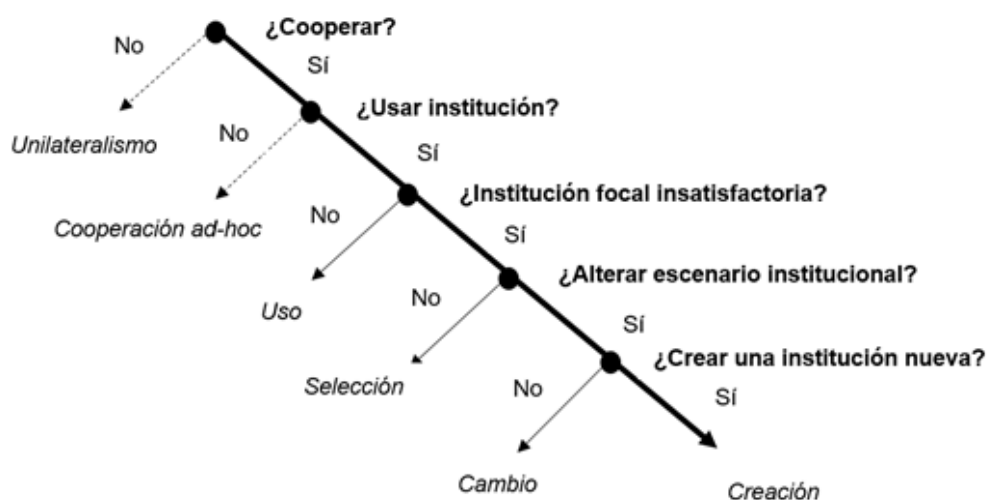 ¿Cooperar?
No
Sí
Unilateralismo
¿Usar institución?
No
Sí
Cooperación ad-hoc
¿Institución focal insatisfactoria?
No
Sí
Uso
¿Alterar escenario institucional?
No
Sí
Selección
¿Crear una institución nueva?
No
Sí
Cambio
Creación